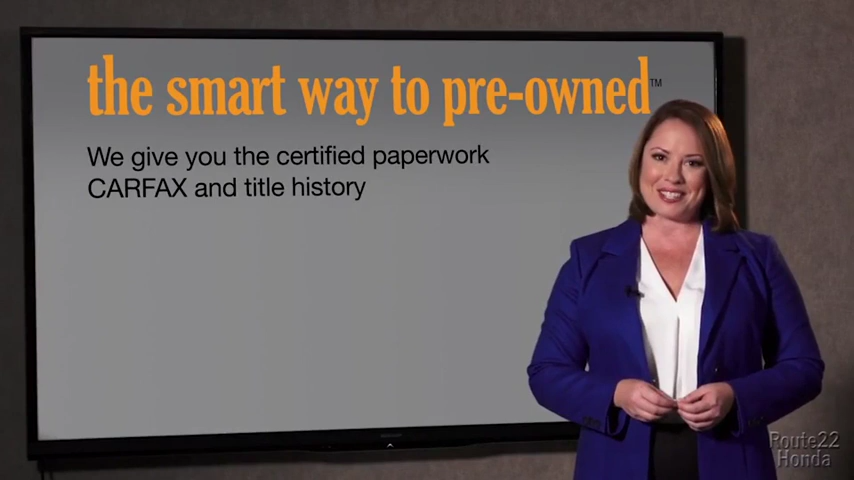 the smart way to pre-owned™
We give you the certified paperwork
CARFAX and title history
Route22
Honda